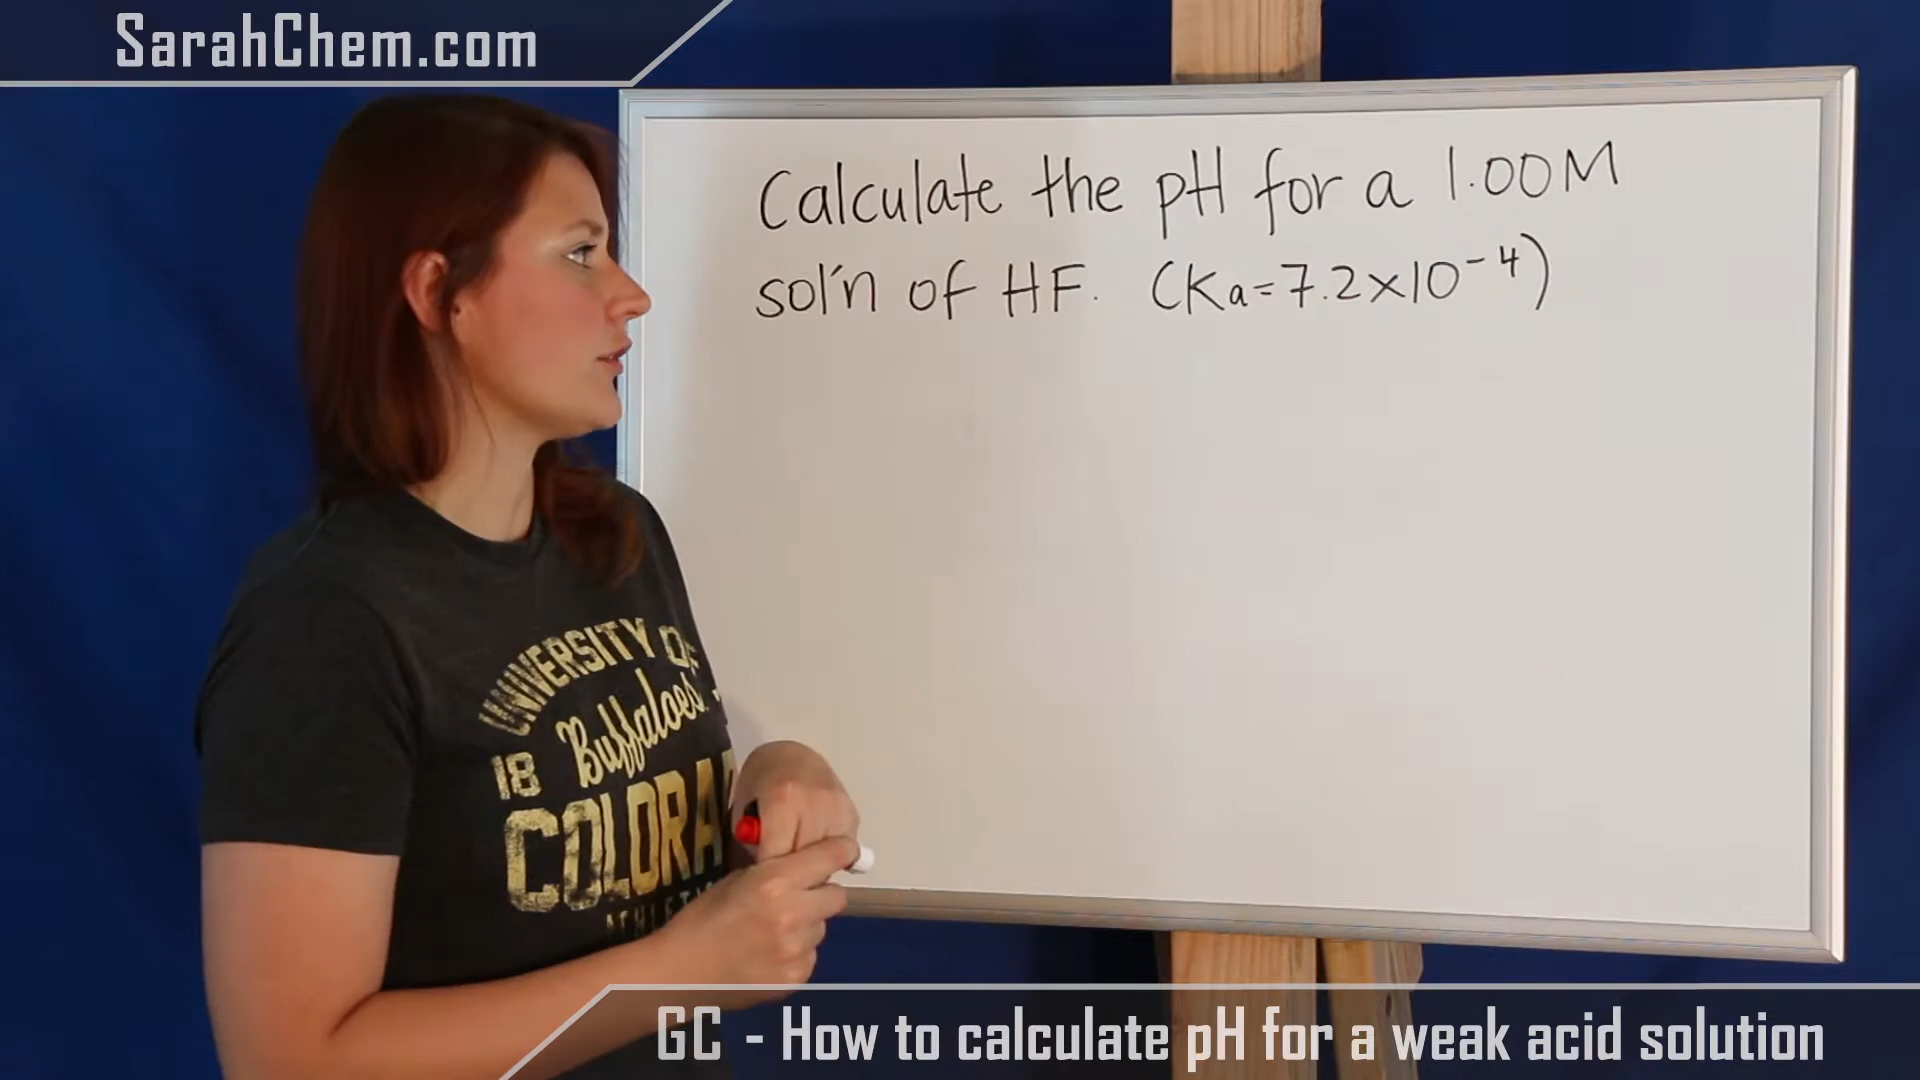 SarahChem.com
Calculate the pH for a 1.00M
sol'n of HF. (Ka=7.2x10⁻⁴)
UNIVERSITY OF
Buffaloes
18
COLORA
GC - How to calculate pH for a weak acid solution